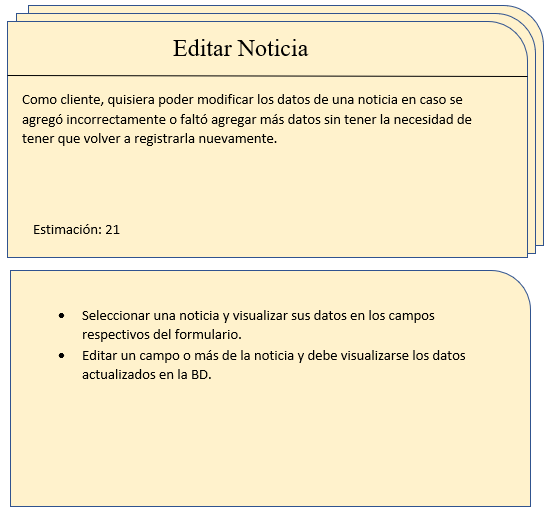 Editar Noticia
Como cliente, quisiera poder modificar los datos de una noticia en caso se
agregó incorrectamente o faltó agregar más datos sin tener la necesidad de
tener que volver a registrarla nuevamente.
Estimación: 21
• Seleccionar una noticia y visualizar sus datos en los campos
respectivos del formulario.
• Editar un campo o más de la noticia y debe visualizarse los datos
actualizados en la BD.